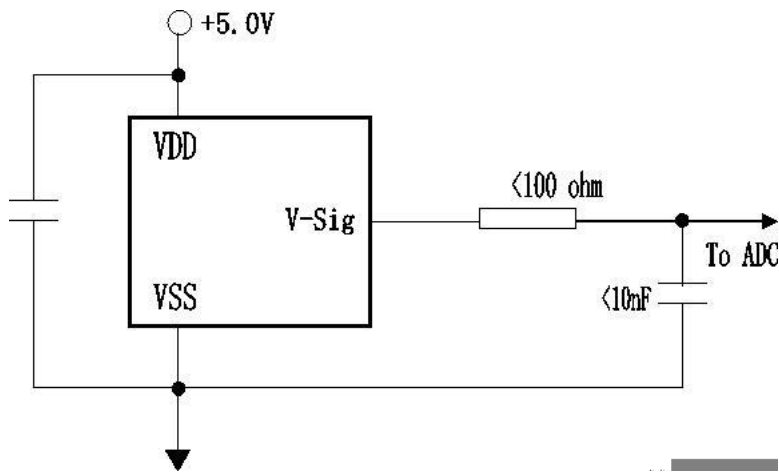 +5.0V
VDD
<100 ohm
V-Sig
To ADC
VSS
<10nF